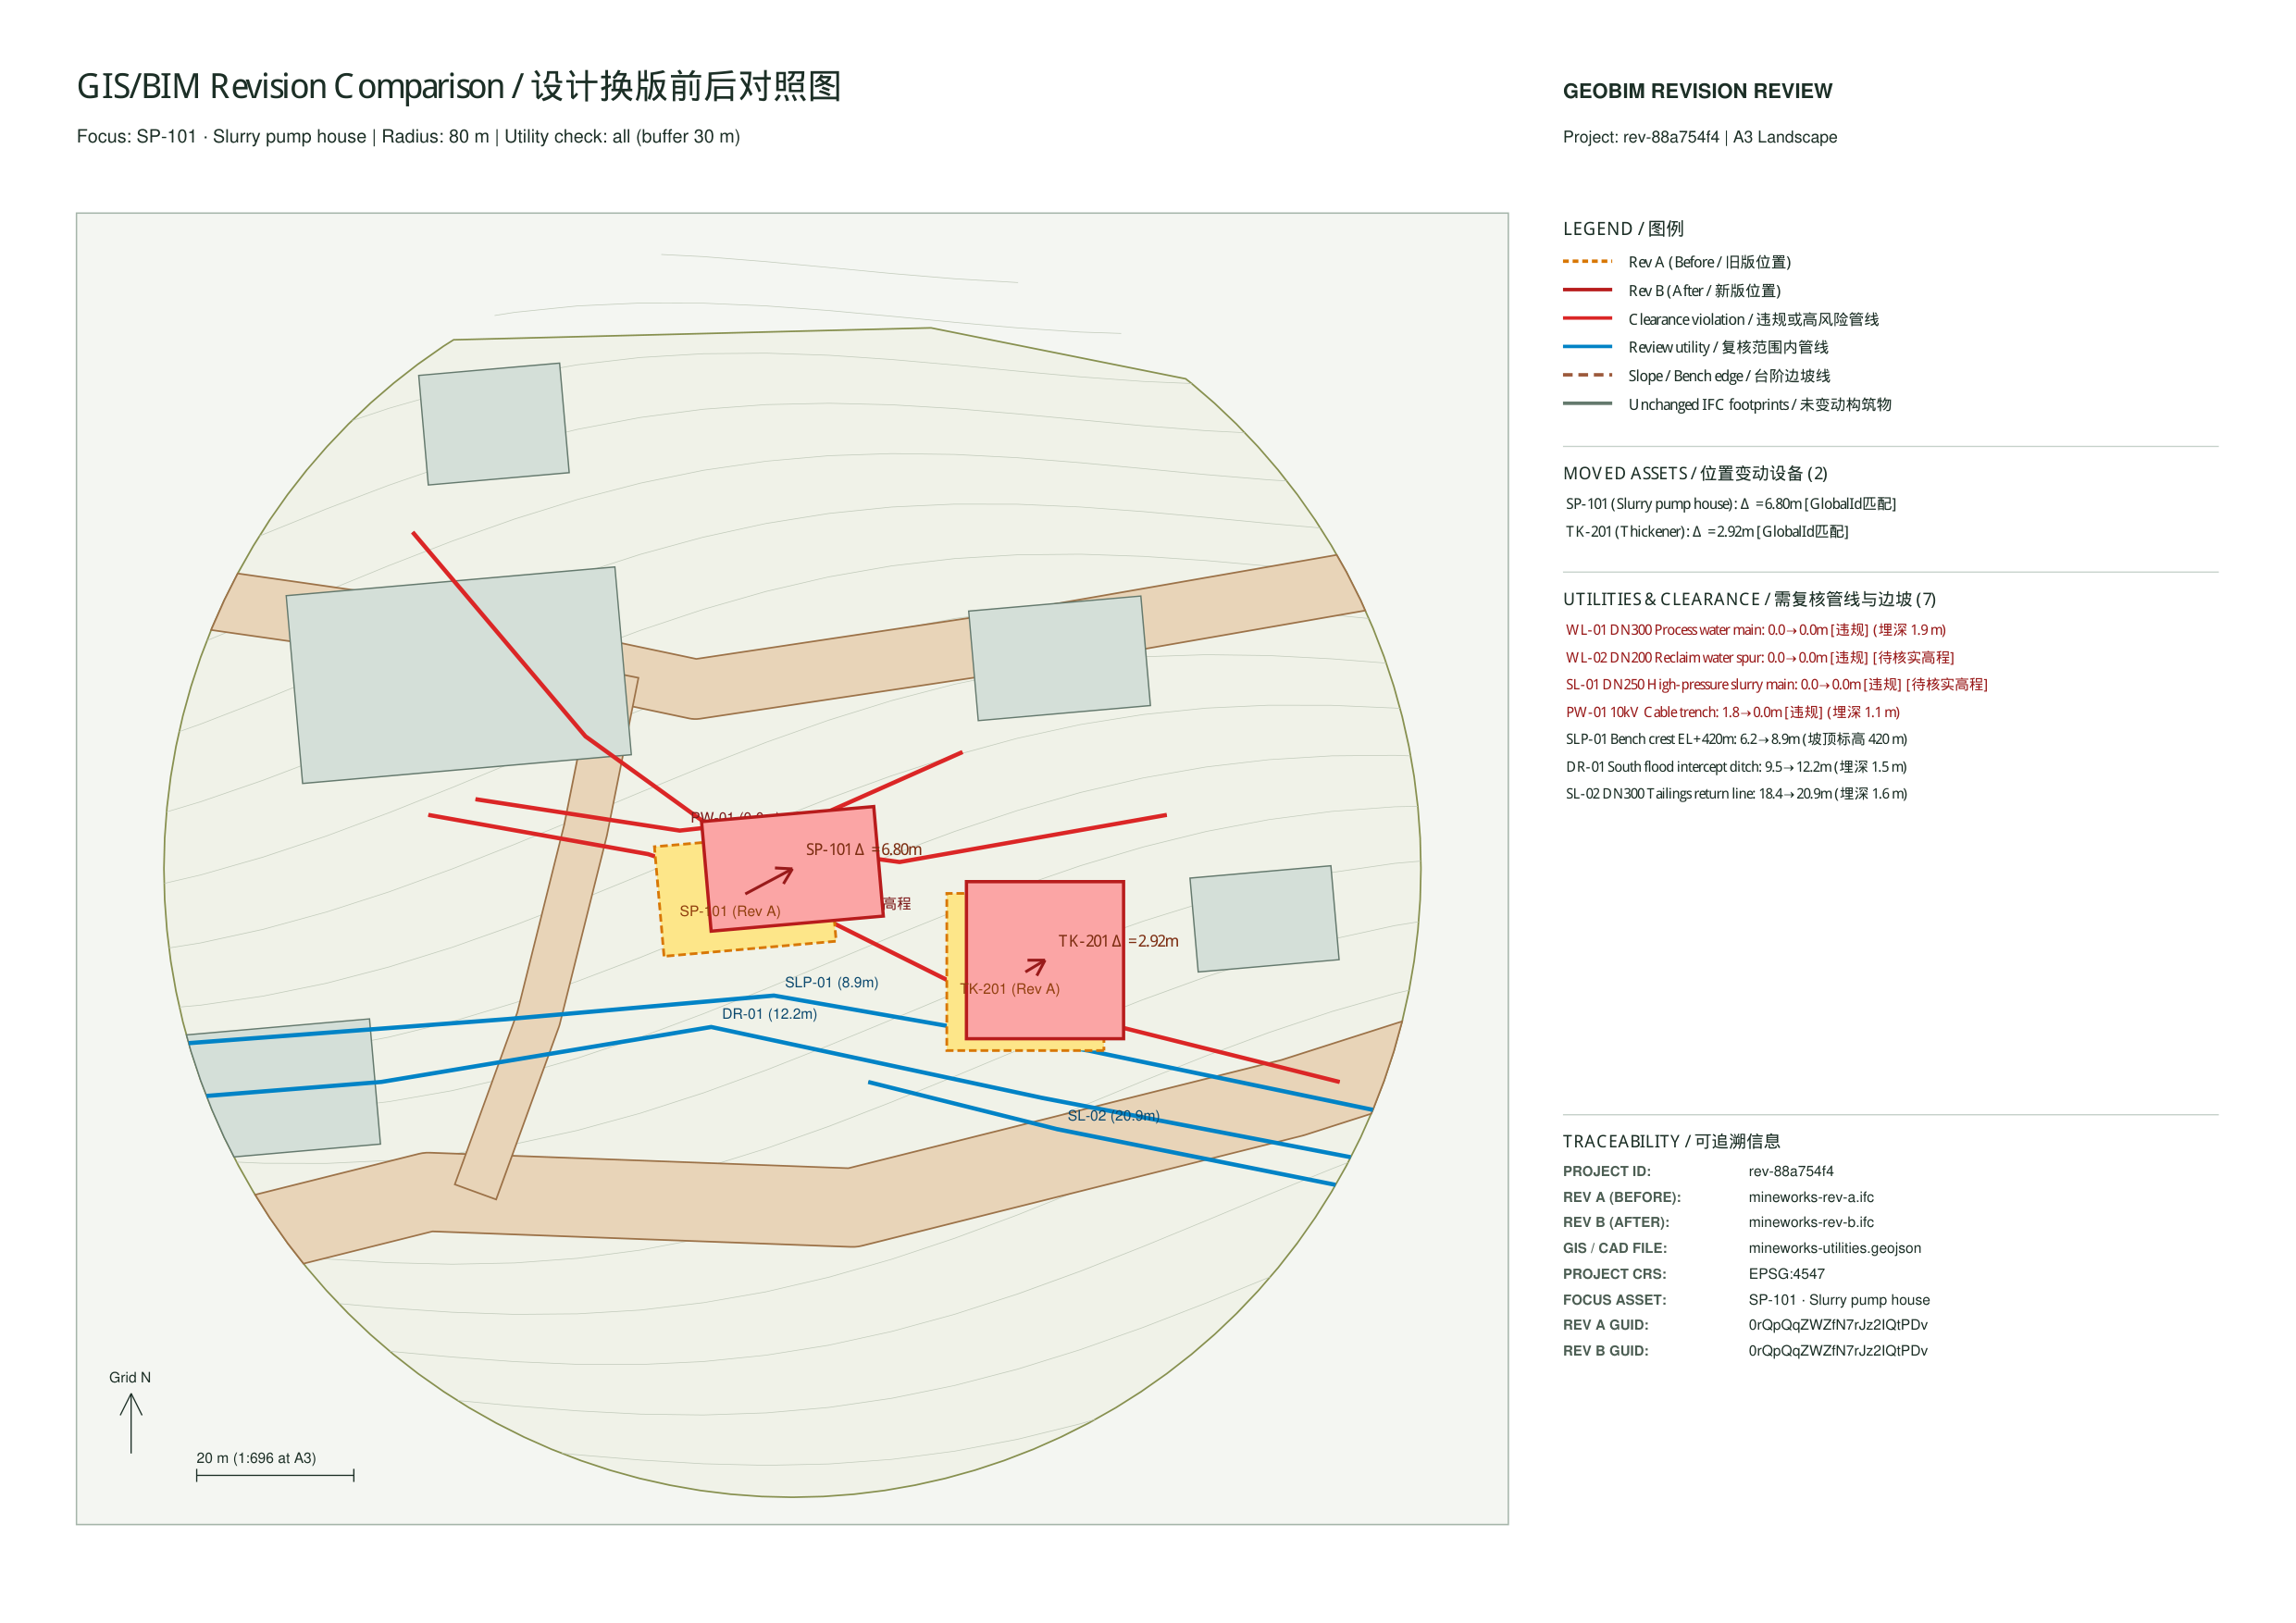 GIS/BIM Revision Comparison / 设计换版前后对照图
Focus: SP-101 · Slurry pump house | Radius: 80 m | Utility check: all (buffer 30 m)
GEOBIM REVISION REVIEW
Project: rev-88a754f4 | A3 Landscape
PW-01
SP-101 Δ =6.80m
SP-101 (Rev A)
高程
TK-201 Δ =2.92m
TK-201 (Rev A)
SLP-01 (8.9m)
DR-01 (12.2m)
SL-02 (20.9m)
Grid N
20 m (1:696 at A3)
LEGEND / 图例
Rev A (Before / 旧版位置)
Rev B (After / 新版位置)
Clearance violation / 违规或高风险管线
Review utility / 复核范围内管线
Slope / Bench edge / 台阶边坡线
Unchanged IFC footprints / 未变动构筑物
MOVED ASSETS / 位置变动设备 (2)
SP-101 (Slurry pump house): Δ =6.80m [GlobalId匹配]
TK-201 (Thickener): Δ =2.92m [GlobalId匹配]
UTILITIES & CLEARANCE / 需复核管线与边坡 (7)
WL-01 DN300 Process water main: 0.0→0.0m [违规] (埋深 1.9 m)
WL-02 DN200 Reclaim water spur: 0.0→0.0m [违规] [待核实高程]
SL-01 DN250 High-pressure slurry main: 0.0→0.0m [违规] [待核实高程]
PW-01 10kV Cable trench: 1.8→0.0m [违规] (埋深 1.1 m)
SLP-01 Bench crest EL+420m: 6.2→8.9m (坡顶标高 420 m)
DR-01 South flood intercept ditch: 9.5→12.2m (埋深 1.5 m)
SL-02 DN300 Tailings return line: 18.4→20.9m (埋深 1.6 m)
TRACEABILITY / 可追溯信息
PROJECT ID: rev-88a754f4
REV A (BEFORE): mineworks-rev-a.ifc
REV B (AFTER): mineworks-rev-b.ifc
GIS / CAD FILE: mineworks-utilities.geojson
PROJECT CRS: EPSG:4547
FOCUS ASSET: SP-101 · Slurry pump house
REV A GUID: 0rQpQqZWZfN7rJz2IQtPDv
REV B GUID: 0rQpQqZWZfN7rJz2IQtPDv